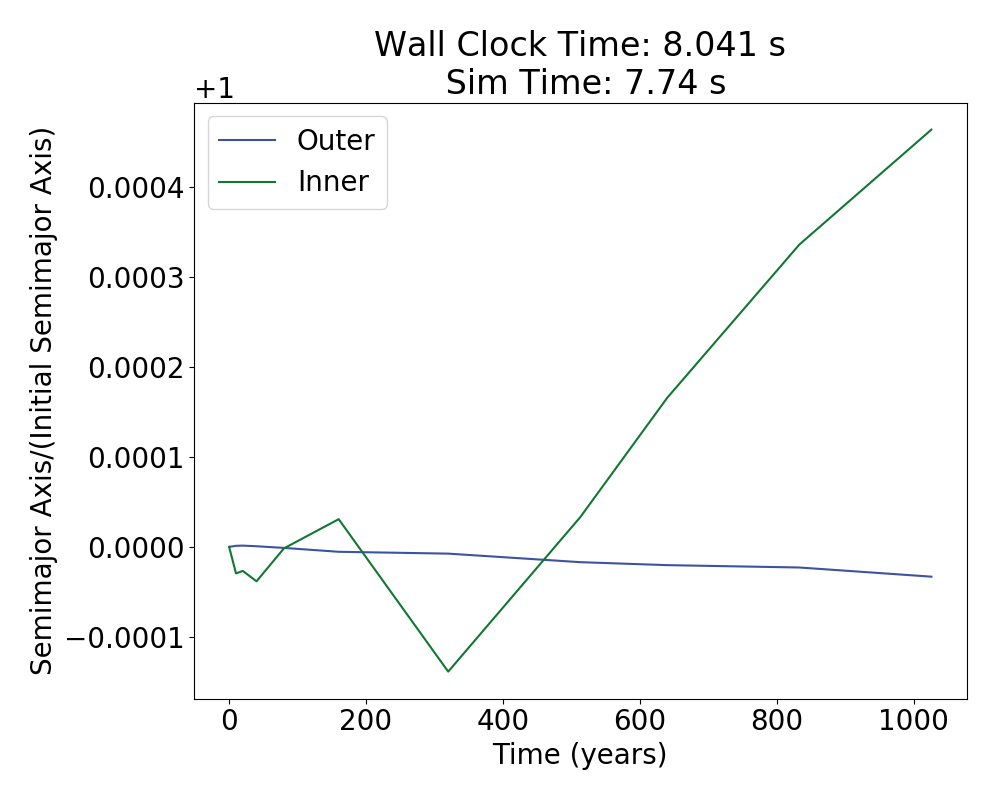 Wall Clock Time: 8.041 s
Sim Time: 7.74 s
+1
Outer
Inner
Semimajor Axis/(Initial Semimajor Axis)
0.0004
0.0003
0.0002
0.0001
0.0000
−0.0001
0 200 400 600 800 1000
Time (years)